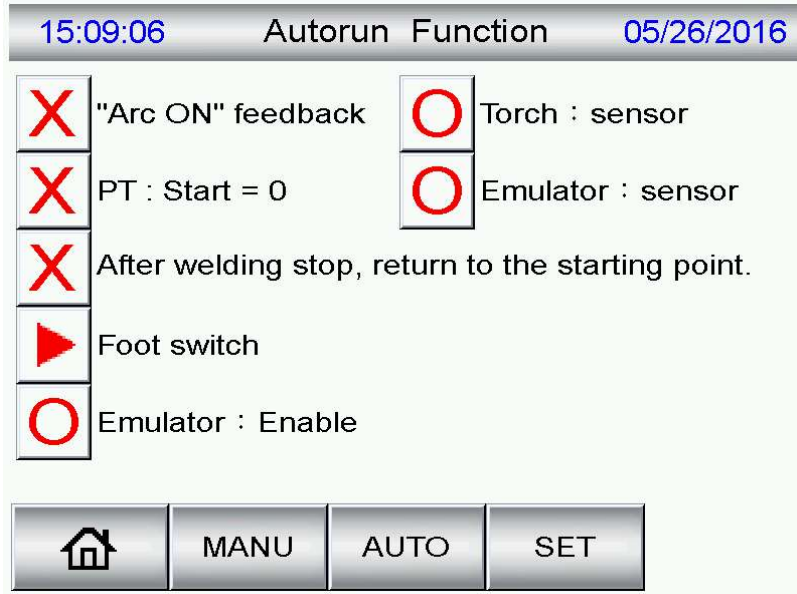 15:09:06 Autorun Function 05/26/2016
X "Arc ON" feedback O Torch : sensor
X PT : Start = 0 O Emulator : sensor
X After welding stop, return to the starting point.
Foot switch
O Emulator : Enable
MANU AUTO SET